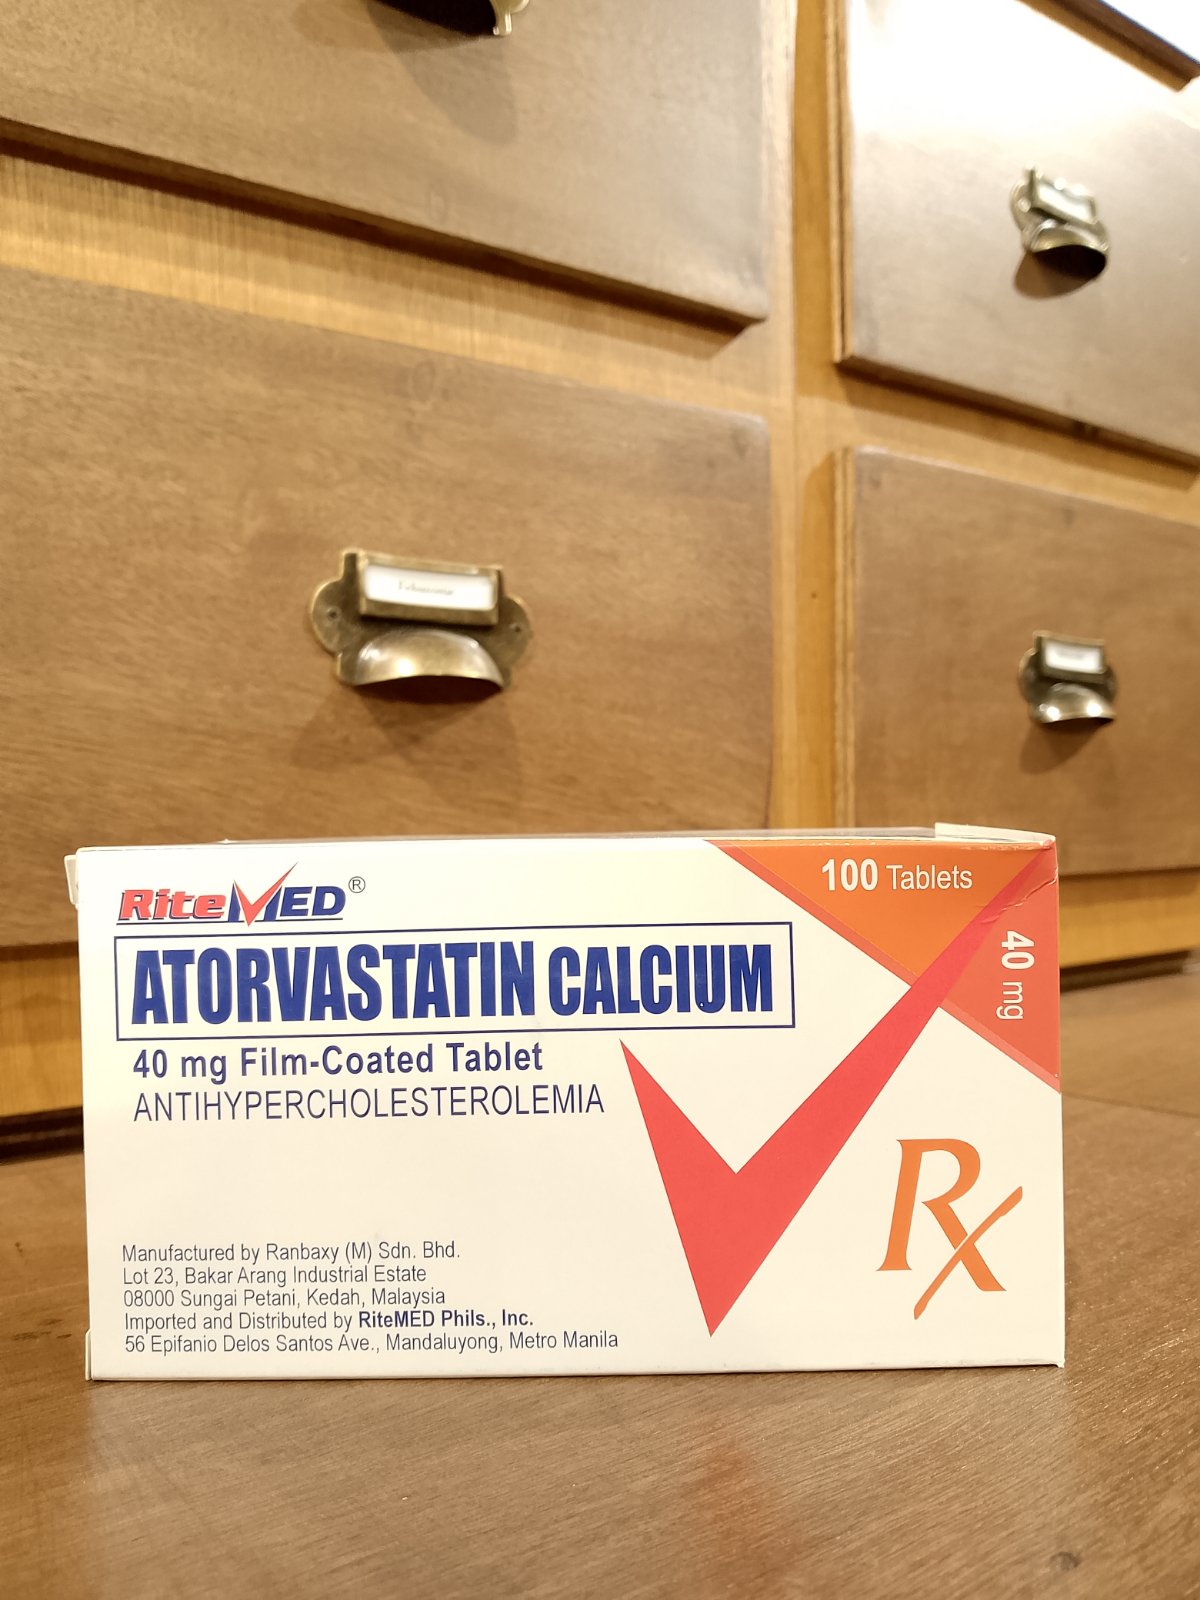 RiteMED®
100 Tablets
40 mg
ATORVASTATIN CALCIUM
40 mg Film-Coated Tablet
ANTIHYPERCHOLESTEROLEMIA
Rx
Manufactured by Ranbaxy (M) Sdn. Bhd.
Lot 23, Bakar Arang Industrial Estate
08000 Sungai Petani, Kedah, Malaysia
Imported and Distributed by RiteMED Phils., Inc.
56 Epifanio Delos Santos Ave., Mandaluyong, Metro Manila